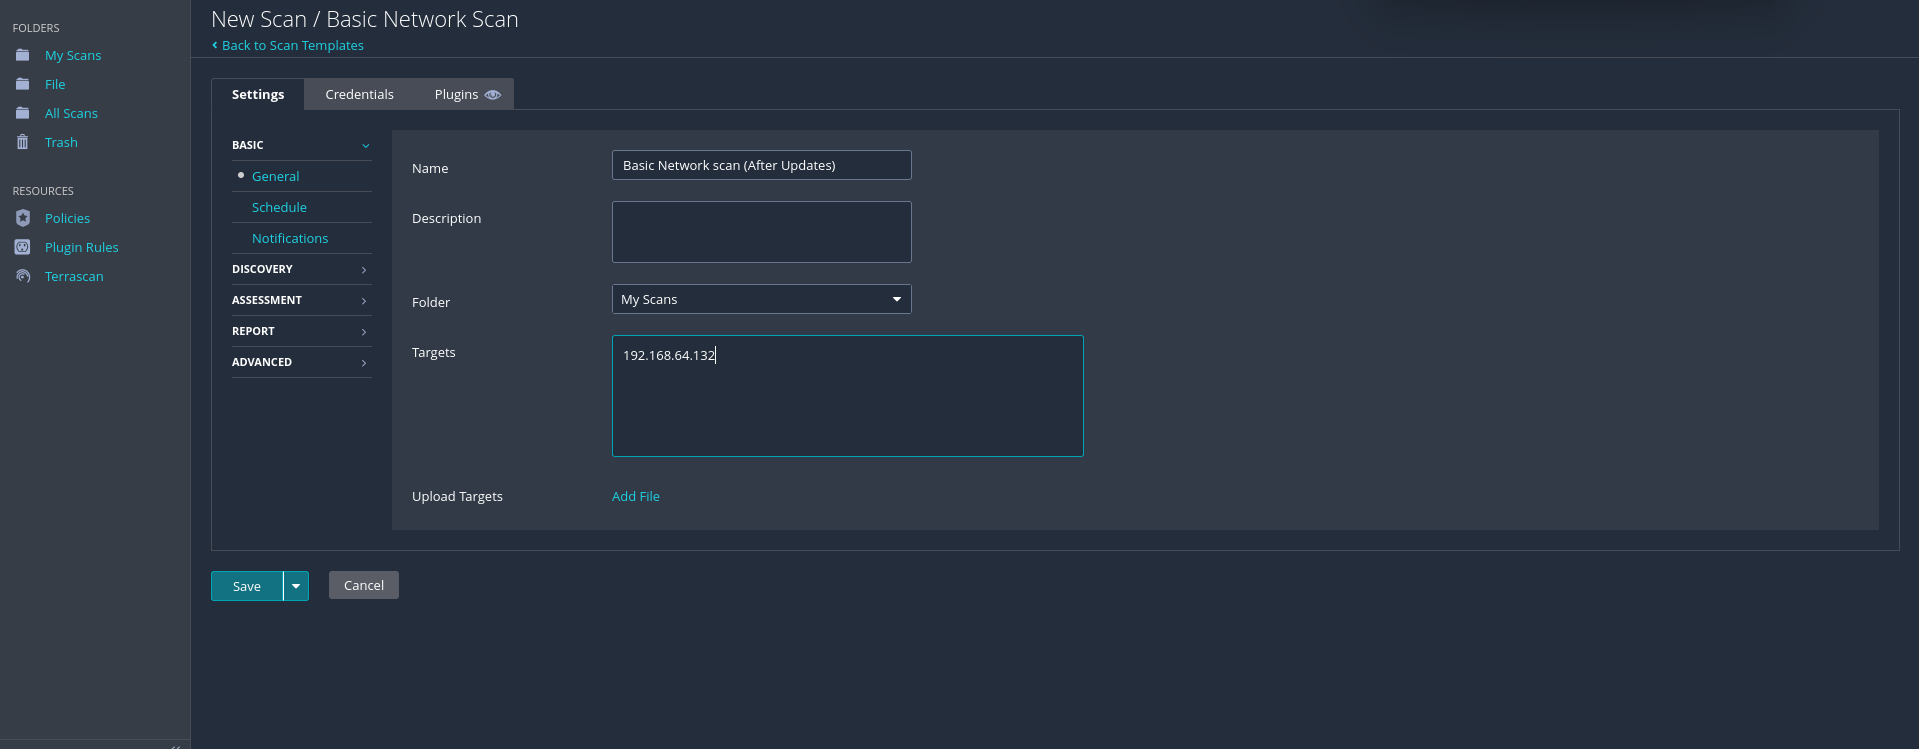 New Scan / Basic Network Scan
Back to Scan Templates
FOLDERS
My Scans
File
All Scans
Trash
RESOURCES
Policies
Plugin Rules
Terrascan
Settings
Credentials
Plugins
BASIC
General
Schedule
Notifications
DISCOVERY
ASSESSMENT
REPORT
ADVANCED
Name
Basic Network scan (After Updates)
Description
Folder
My Scans
Targets
192.168.64.132
Upload Targets
Add File
Save
Cancel